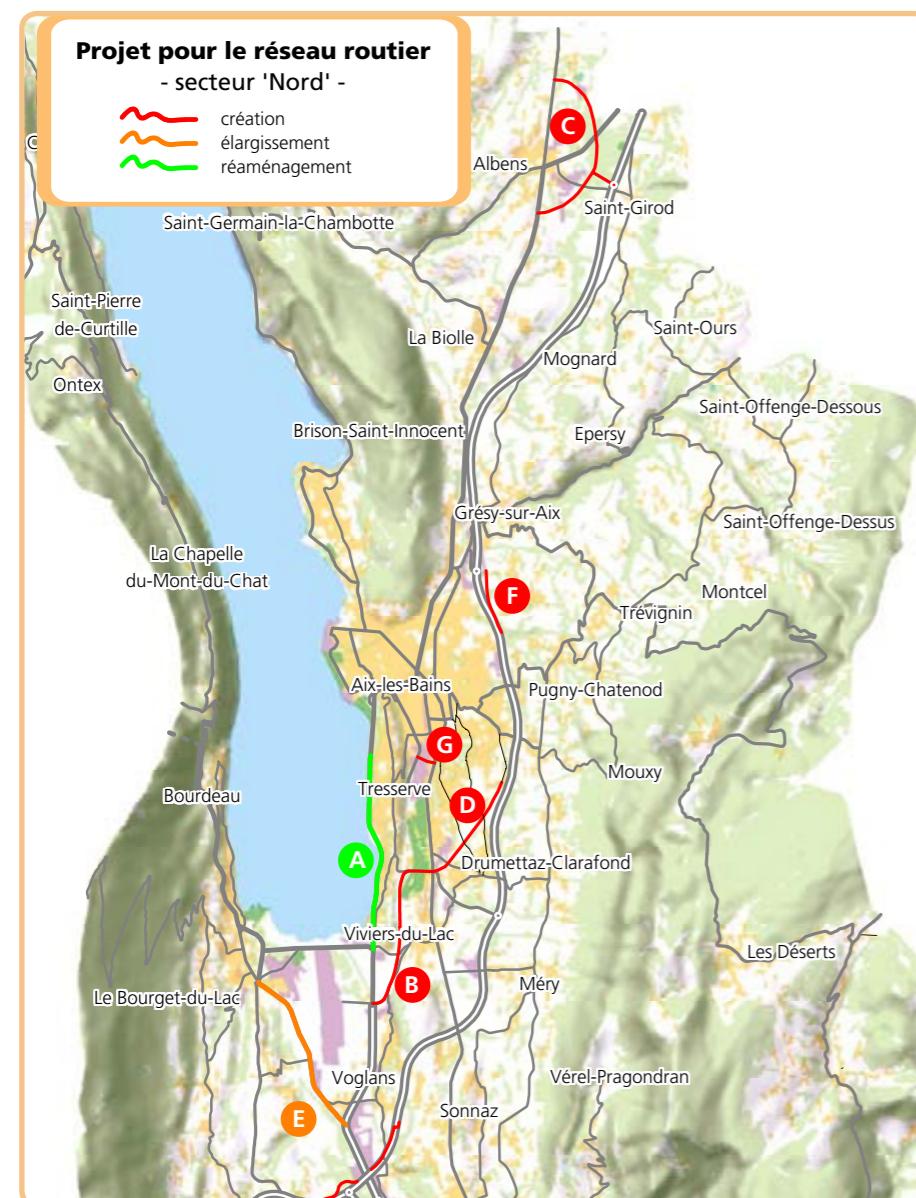 Projet pour le réseau routier
- secteur 'Nord' -
création
élargissement
réaménagement
C
Albens
Saint-Girod
Saint-Germain-la-Chambotte
Saint-Pierre
de-Curtille
Saint-Ours
La Biolle
Mognard
Ontex
Saint-Offenge-Dessous
Brison-Saint-Innocent
Epersy
Grésy-sur-Aix
Saint-Offenge-Dessus
La Chapelle
du-Mont-du-Chat
F
Montcel
Trévignin
Aix-les-Bains
Pugny-Chatenod
G
Mouxy
Tresserve
Bourdeau
D
A
Drumettaz-Clarafond
Viviers-du-Lac
Les Déserts
B
Méry
Le Bourget-du-Lac
Voglans
Vérel-Pragondran
E
Sonnaz